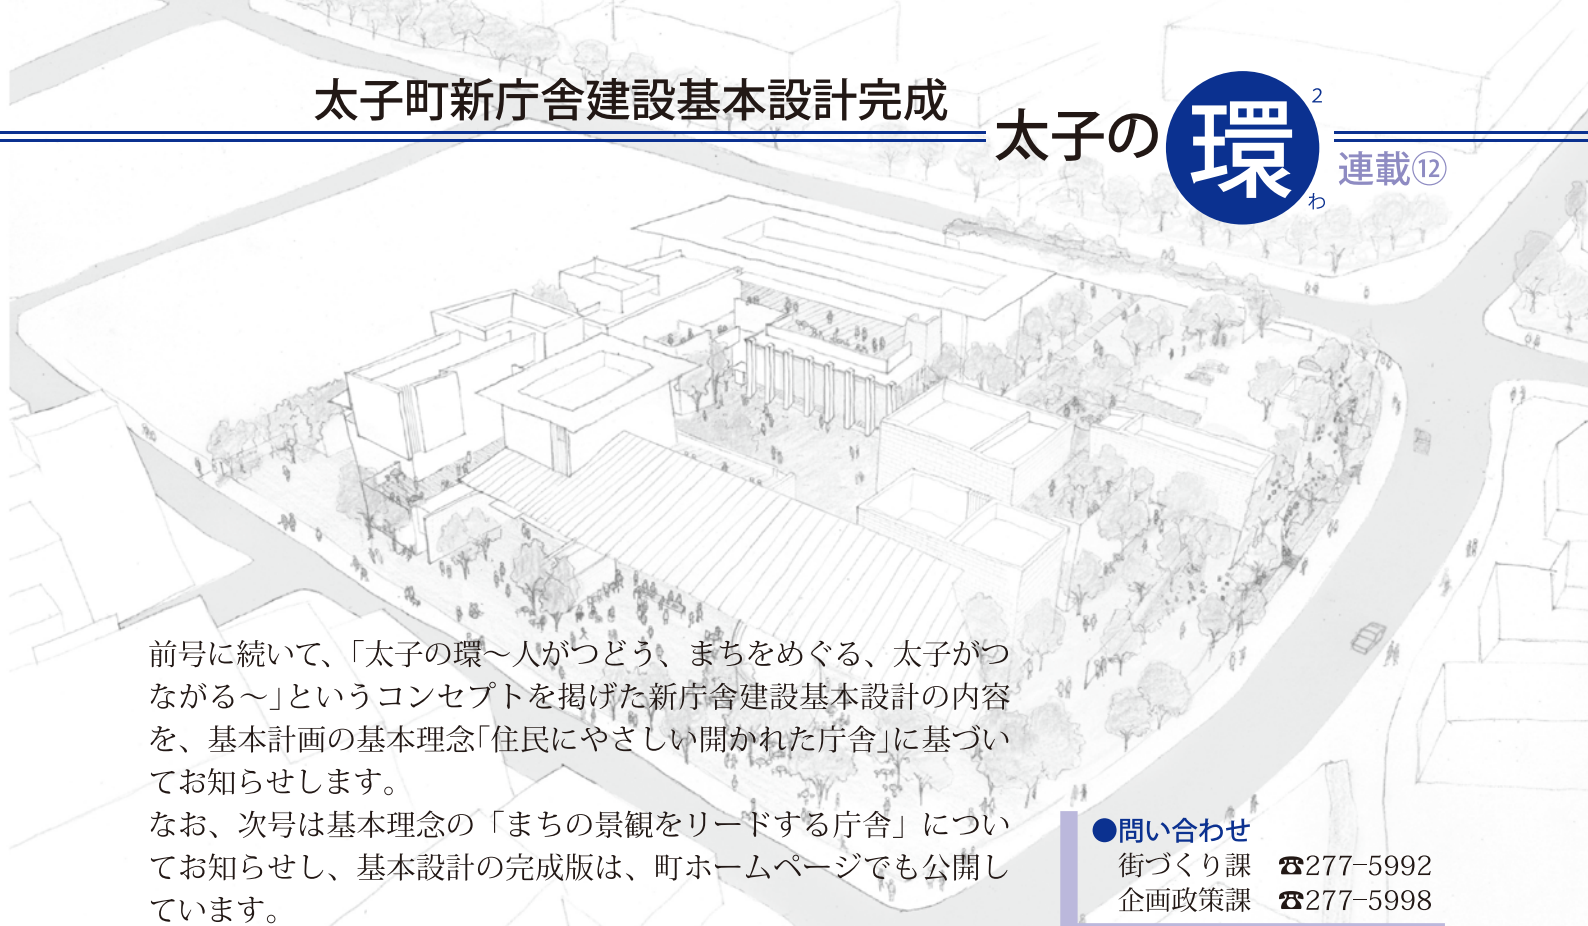 太子町新庁舎建設基本設計完成
太子の環 2
わ
連載⑫
前号に続いて、「太子の環～人がつどう、まちをめぐる、太子がつ
ながる～」というコンセプトを掲げた新庁舎建設基本設計の内容
を、基本計画の基本理念「住民にやさしい開かれた庁舎」に基づい
てお知らせします。
なお、次号は基本理念の「まちの景観をリードする庁舎」につい
てお知らせし、基本設計の完成版は、町ホームページでも公開し
ています。
●問い合わせ
街づくり課 ☎277-5992
企画政策課 ☎277-5998